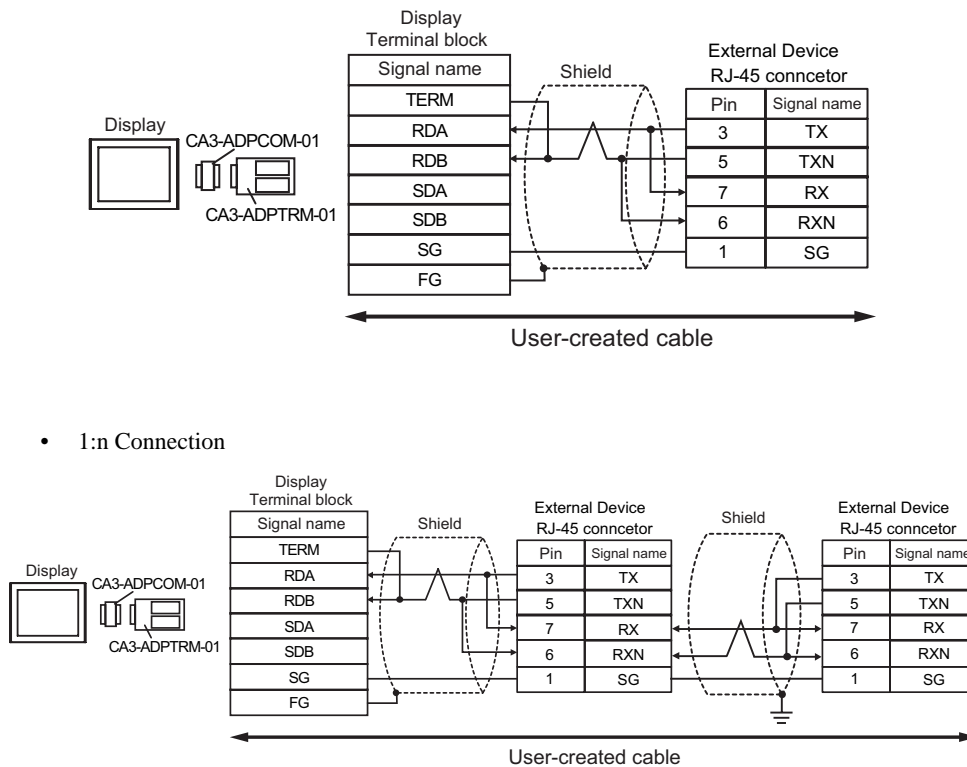 Display
Terminal block
Signal name
TERM
RDA
RDB
SDA
SDB
SG
FG
Display
CA3-ADPCOM-01
CA3-ADPTRM-01
Shield
External Device
RJ-45 conncetor
Pin Signal name
3 TX
5 TXN
7 RX
6 RXN
1 SG
User-created cable
• 1:n Connection
Display
Terminal block
Signal name
TERM
RDA
RDB
SDA
SDB
SG
FG
Display
CA3-ADPCOM-01
CA3-ADPTRM-01
Shield
External Device
RJ-45 conncetor
Pin Signal name
3 TX
5 TXN
7 RX
6 RXN
1 SG
Shield
External Device
RJ-45 conncetor
Pin Signal name
3 TX
5 TXN
7 RX
6 RXN
1 SG
User-created cable